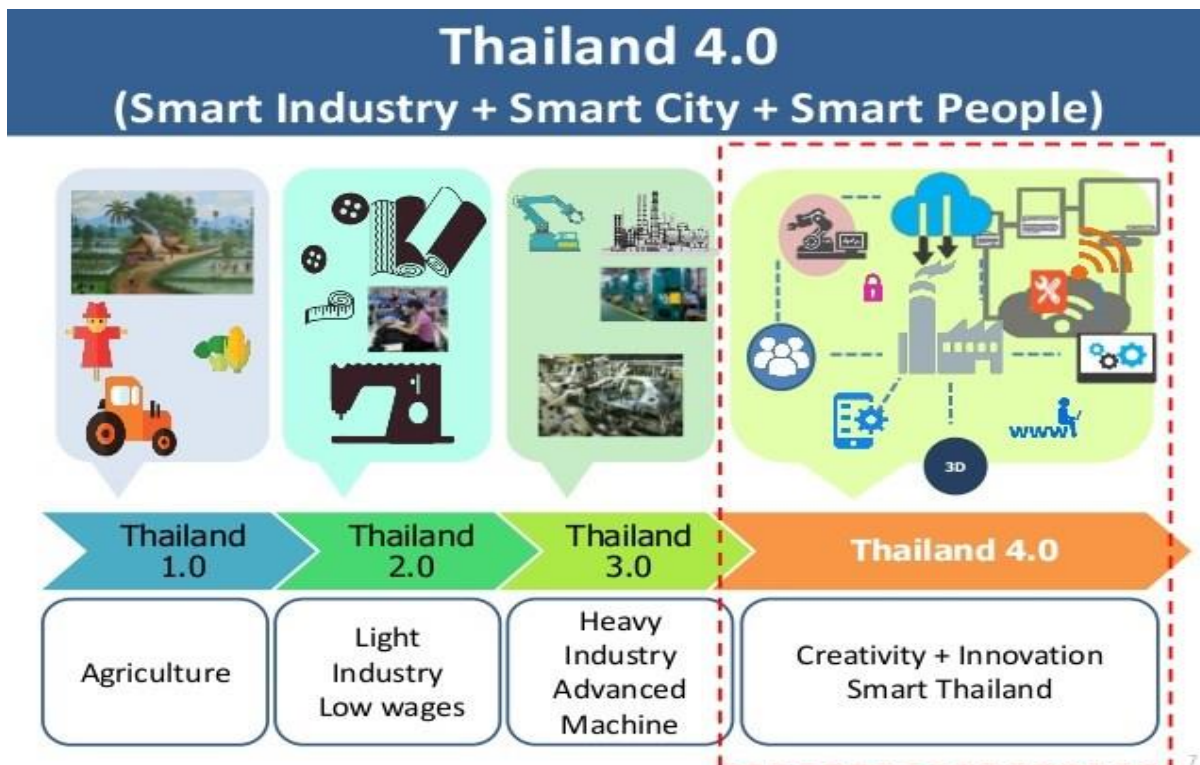 Thailand 4.0
(Smart Industry + Smart City + Smart People)
www
3D
Thailand
1.0
Thailand
2.0
Thailand
3.0
Thailand 4.0
Agriculture
Light
Industry
Low wages
Heavy
Industry
Advanced
Machine
Creativity + Innovation
Smart Thailand
7